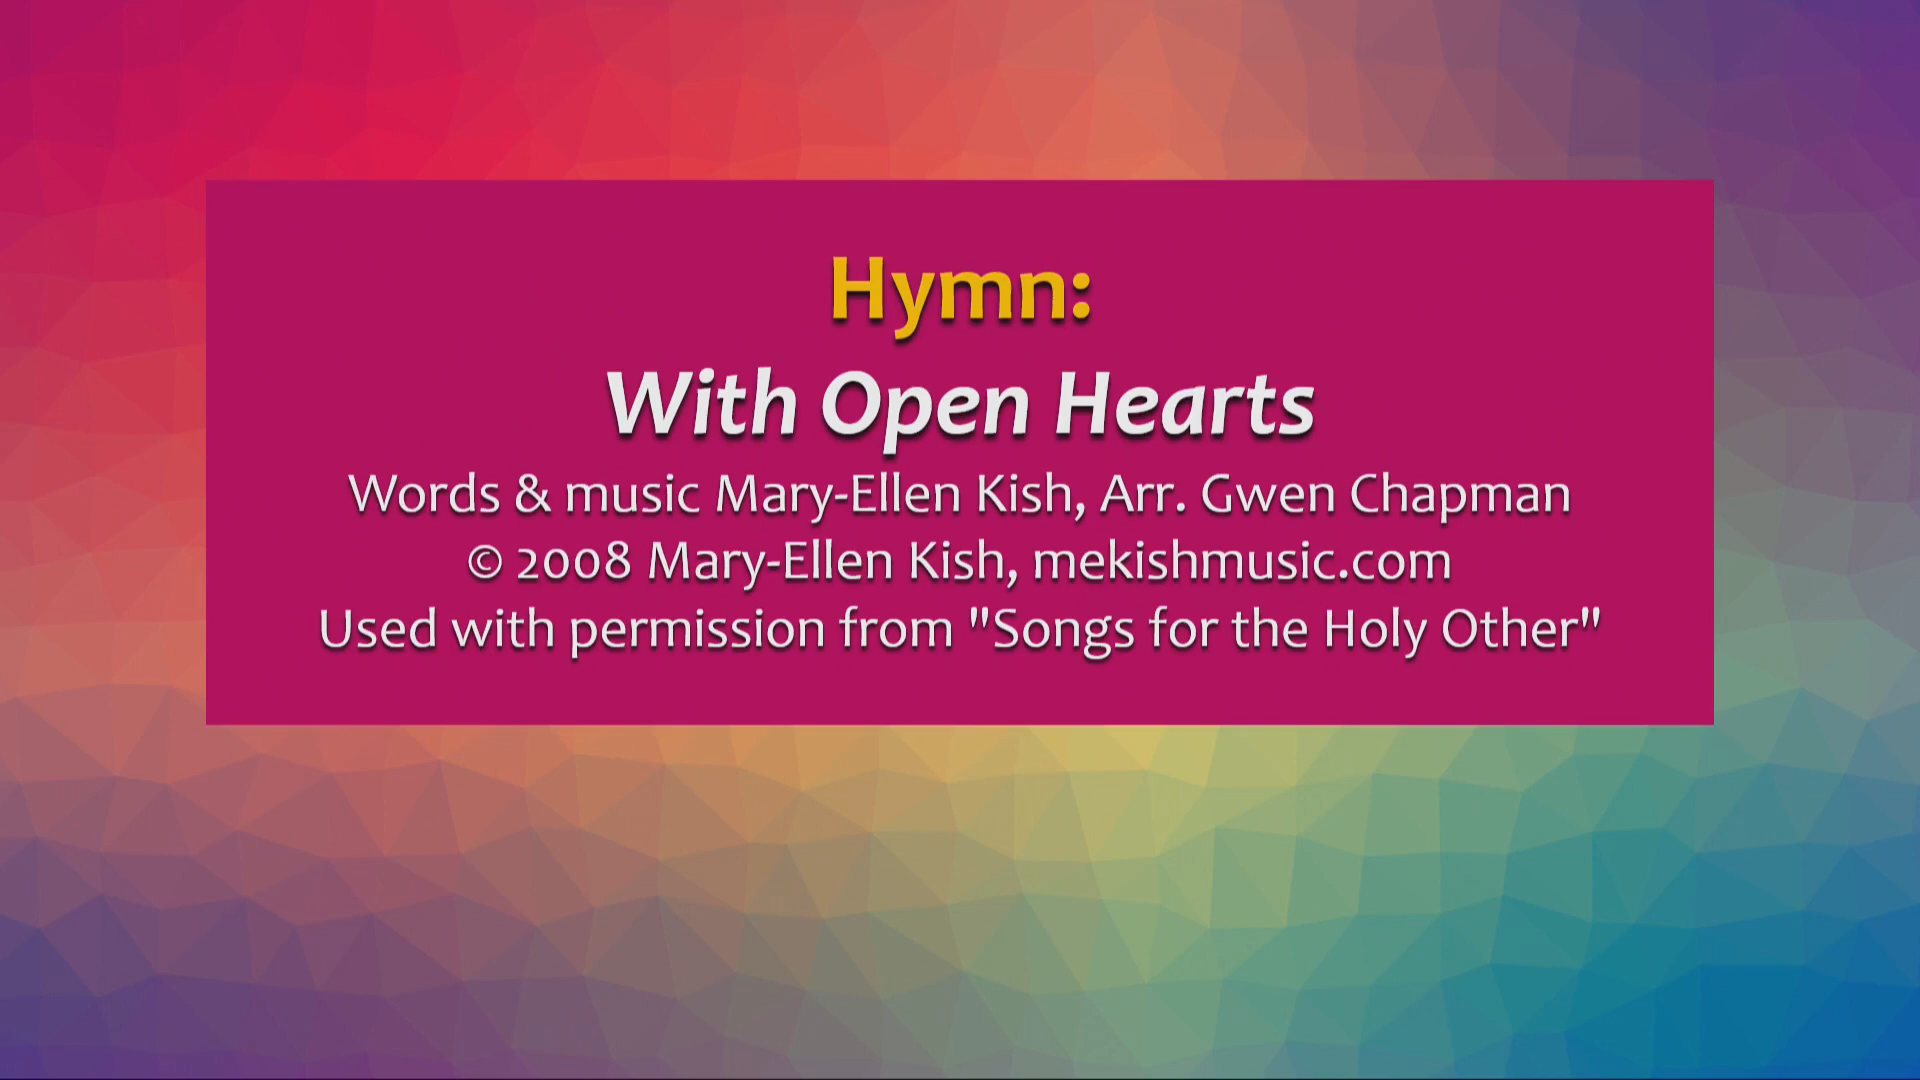 Hymn:
With Open Hearts
Words & music Mary-Ellen Kish, Arr. Gwen Chapman
© 2008 Mary-Ellen Kish, mekishmusic.com
Used with permission from "Songs for the Holy Other"